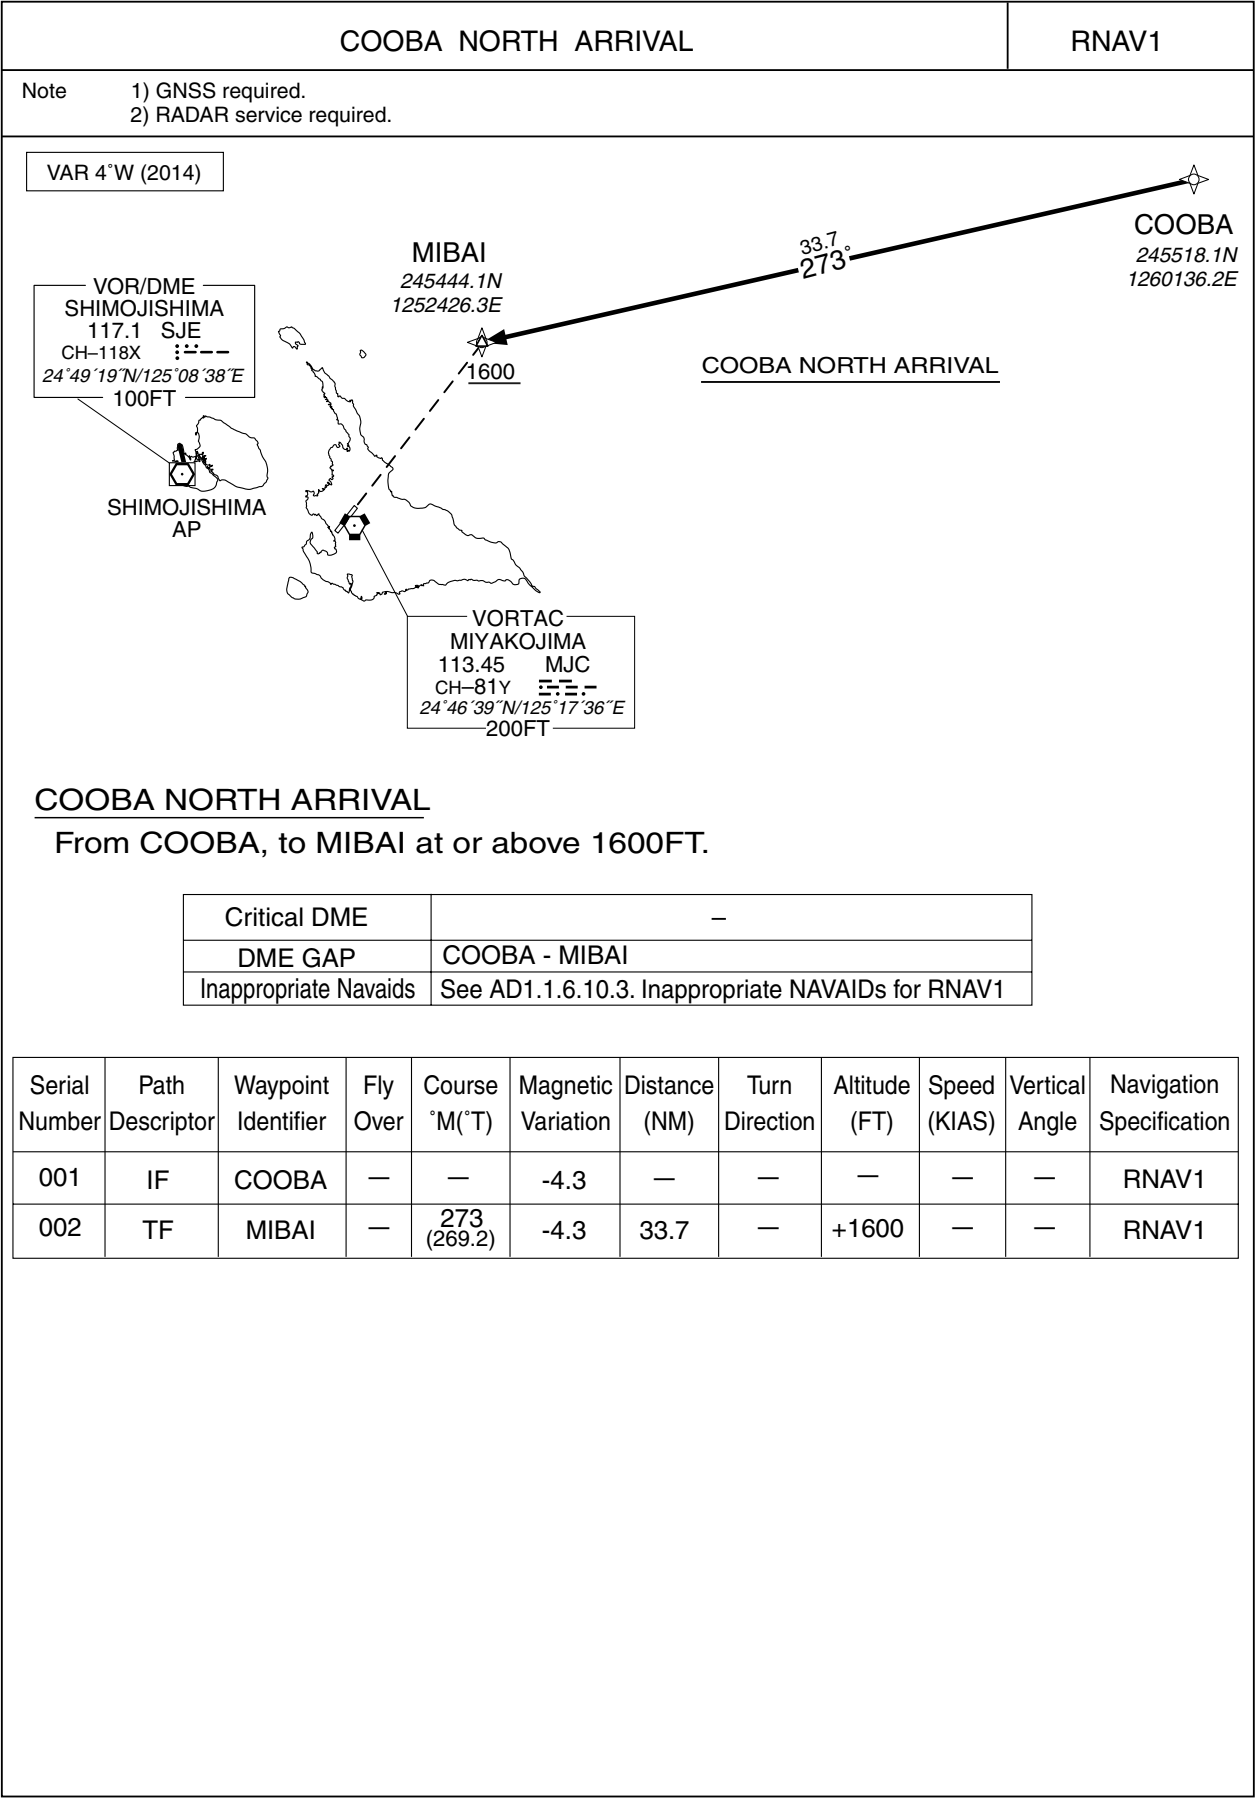 COOBA NORTH ARRIVAL
RNAV1
Note 1) GNSS required.
2) RADAR service required.
VAR 4˚W (2014)
COOBA
245518.1N
1260136.2E
33.7
273˚
MIBAI
245444.1N
1252426.3E
1600
COOBA NORTH ARRIVAL
VOR/DME
SHIMOJISHIMA
117.1 SJE
CH–118X
24˚49´19˝N/125˚08´38˝E
100FT
SHIMOJISHIMA
AP
VORTAC
MIYAKOJIMA
113.45 MJC
CH–81Y
24˚46´39˝N/125˚17´36˝E
200FT
COOBA NORTH ARRIVAL
From COOBA, to MIBAI at or above 1600FT.
Critical DME –
DME GAP COOBA - MIBAI
Inappropriate Navaids See AD1.1.6.10.3. Inappropriate NAVAIDs for RNAV1
Serial Number Path Descriptor Waypoint Identifier Fly Over Course ˚M(˚T) Magnetic Variation Distance (NM) Turn Direction Altitude (FT) Speed (KIAS) Vertical Angle Navigation Specification
001 IF COOBA — — -4.3 — — — — — RNAV1
002 TF MIBAI — 273 (269.2) -4.3 33.7 — +1600 — — RNAV1